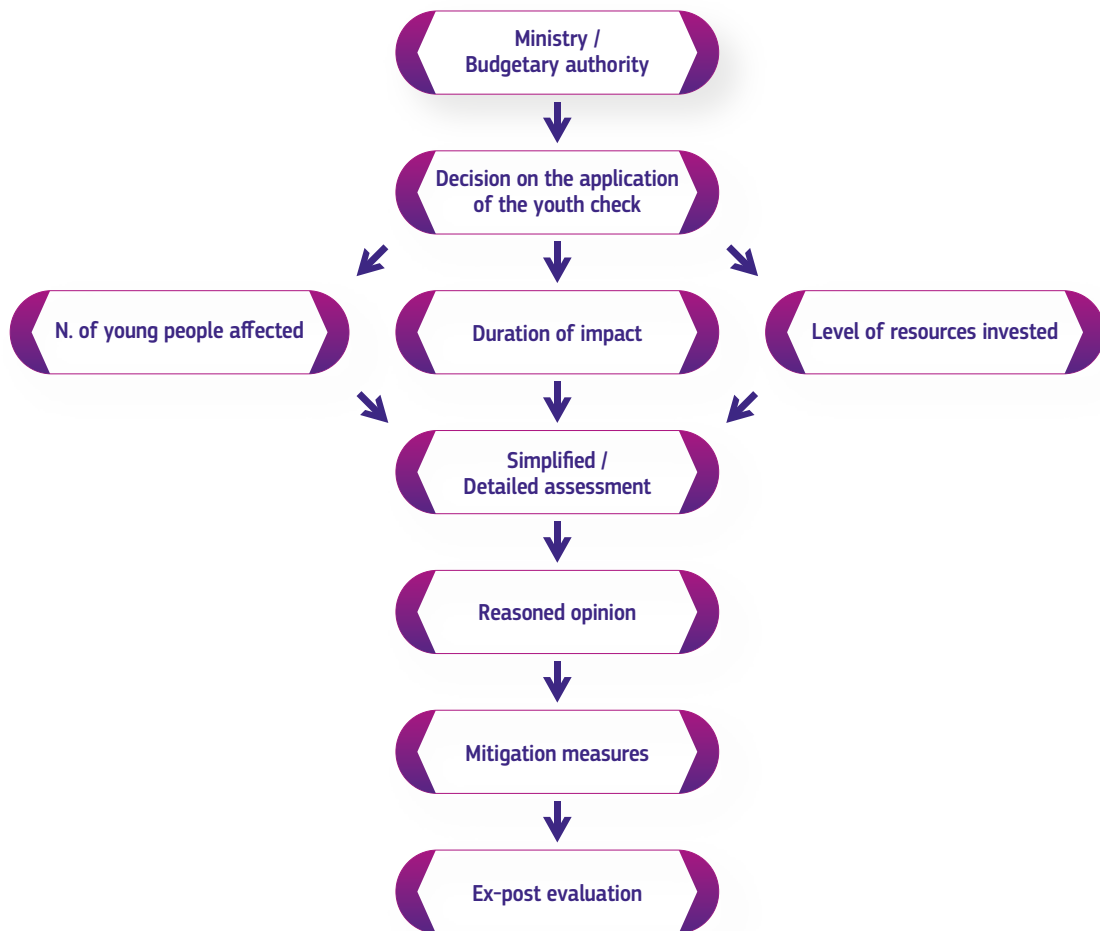 Ministry /
Budgetary authority
Decision on the application
of the youth check
N. of young people affected
Duration of impact
Level of resources invested
Simplified /
Detailed assessment
Reasoned opinion
Mitigation measures
Ex-post evaluation